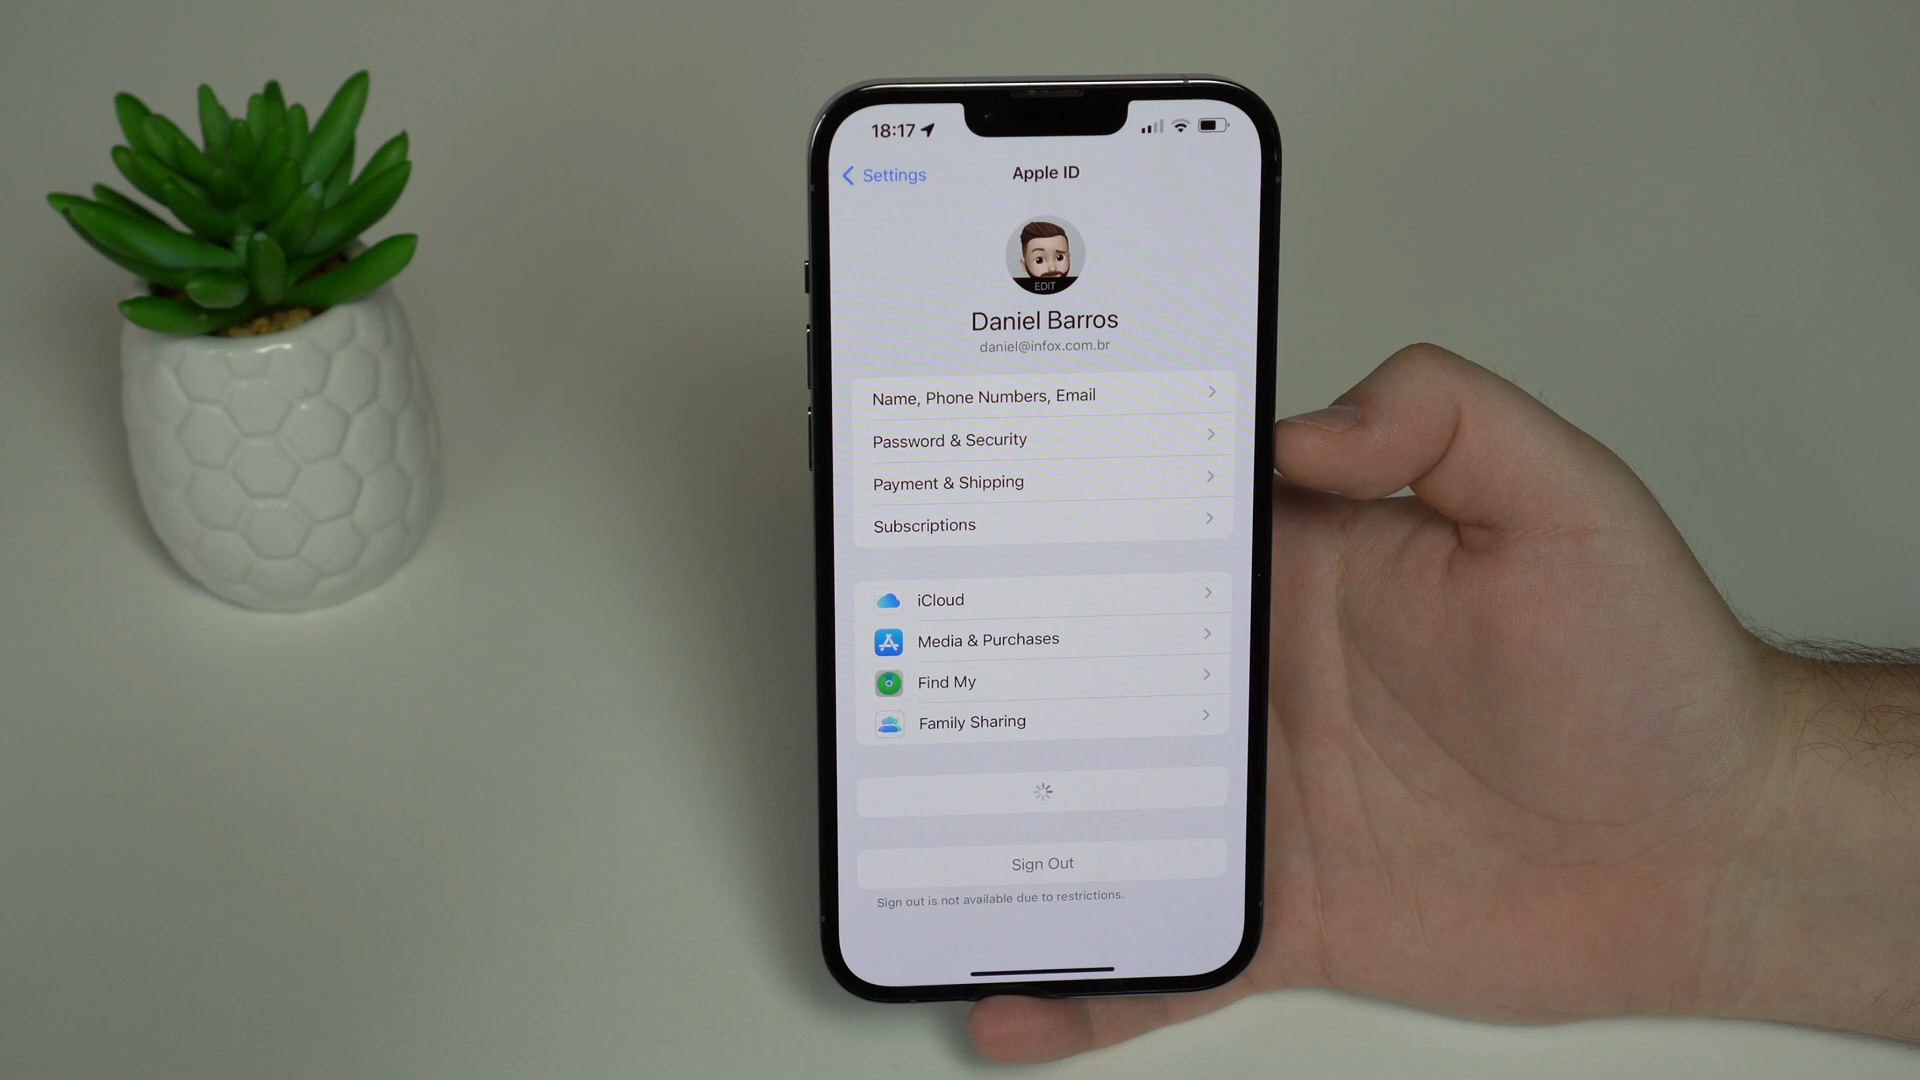 18:17
Settings
Apple ID
EDIT
Daniel Barros
daniel@infox.com.br
Name, Phone Numbers, Email
Password & Security
Payment & Shipping
Subscriptions
iCloud
Media & Purchases
Find My
Family Sharing
Sign Out
Sign out is not available due to restrictions.